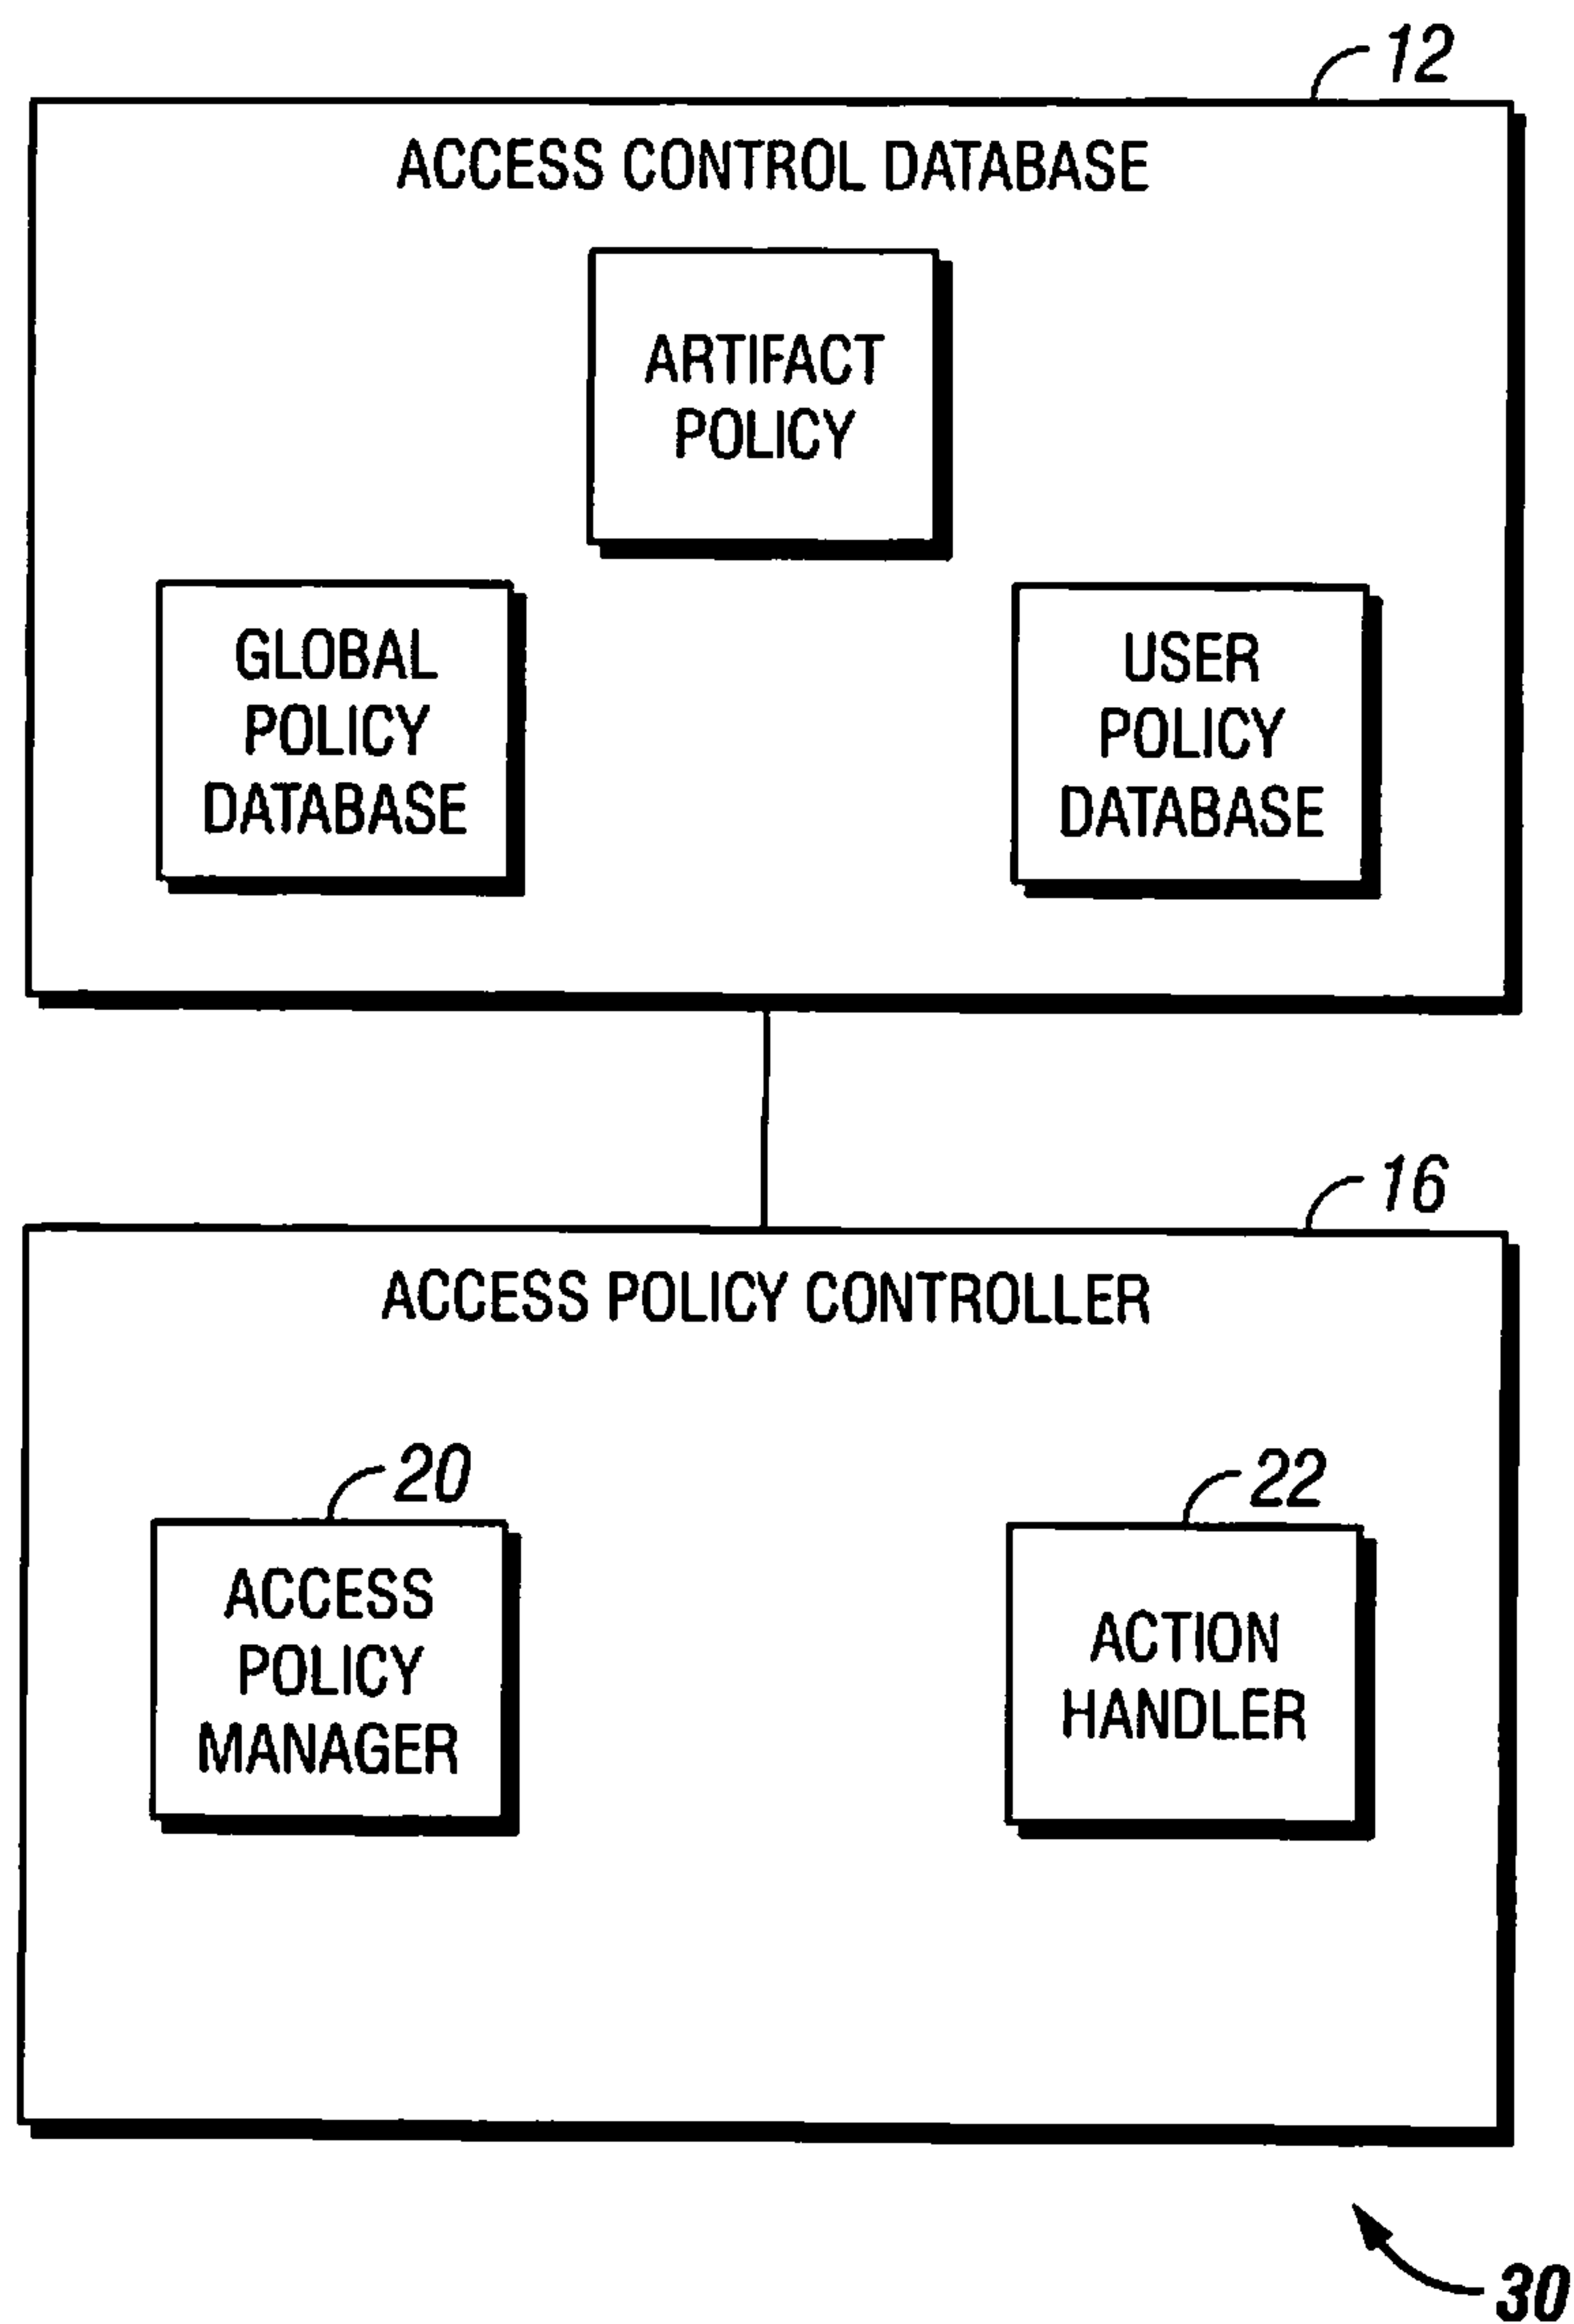 12
ACCESS CONTROL DATABASE
ARTIFACT
POLICY
GLOBAL
POLICY
DATABASE
USER
POLICY
DATABASE
16
ACCESS POLICY CONTROLLER
20
ACCESS
POLICY
MANAGER
22
ACTION
HANDLER
30